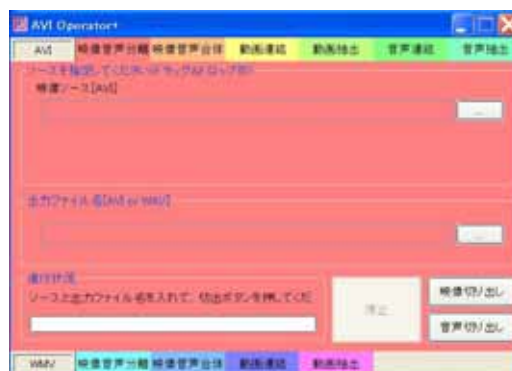 AVI Operator+
AVI 映像音声分離 映像音声合体 動画連結 動画抽出 音声連結 音声抽出
ソースを指定してください(ドラッグ&ドロップ可)
映像ソース[AVI]
...
出力ファイル名[AVI or WAV]
...
進行状況
ソースと出力ファイル名を入れて、切出ボタンを押してくだ
停止
映像切り出し
音声切り出し
WMV 映像音声分離 映像音声合体 動画連結 動画抽出